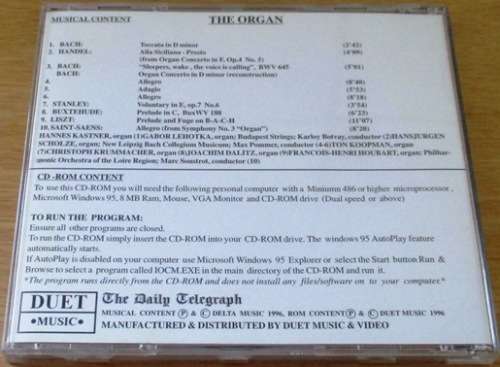 MUSICAL CONTENT THE ORGAN
1. BACH: Toccata in D minor (2'42)
2. HANDEL: Alla Siciliana - Presto (4'09)
(from Organ Concerto in F, Op.4 No. 5)
3. BACH: "Sleepers, wake, the voice is calling", BWV 645 (5'01)
BACH: Organ Concerto in D minor (reconstruction)
4. Allegro (8'40)
5. Adagio (5'53)
6. Allegro (8'18)
7. STANLEY: Voluntary in E, op.7 No.6 (3'54)
8. BUXTEHUDE: Prelude in C, BuxWV 180 (6'23)
9. LISZT: Prelude and Fuge on B-A-C-H (11'07)
10. SAINT-SAENS: Allegro (from Symphony No. 3 "Organ") (8'20)
HANNES KASTNER, organ (1)GABOR LEHOTKA, organ; Budapest Strings; Karloy Botvay, conductor (2)HANSJURGEN
SCHOLZE, organ; New Leipzig Bach Collegium Musicum; Max Pommer, conductor (4-6)TON KOOPMAN, organ
(7)CHRISTOPH KRUMMACHER, organ (8)JOACHIM DALITZ, organ (9)FRANCOIS-HENRI HOUBART, organ; Philhar-
monic Orchestra of the Loire Region; Marc Soustrot, conductor (10)
CD -ROM CONTENT
To use this CD-ROM you will need the following personal computer with a Minimum 486 or higher microprocessor ,
Microsoft Windows 95, 8 MB Ram, Mouse, VGA Monitor and CD-ROM drive (Dual speed or above)
TO RUN THE PROGRAM:
Ensure all other programs are closed.
To run the CD-ROM simply insert the CD-ROM into your CD-ROM drive. The windows 95 AutoPlay feature
automatically starts.
If AutoPlay is disabled on your computer use Microsoft Windows 95 Explorer or select the Start button Run &
Browse to select a program called IOCM.EXE in the main directory of the CD-ROM and run it.
*The program runs directly from the CD-ROM and does not install any files/software on to your computer.*
DUET
•MUSIC•
The Daily Telegraph
MUSICAL CONTENT Ⓟ & © DELTA MUSIC 1996, ROM CONTENT Ⓟ & © DUET MUSIC 1996
MANUFACTURED & DISTRIBUTED BY DUET MUSIC & VIDEO